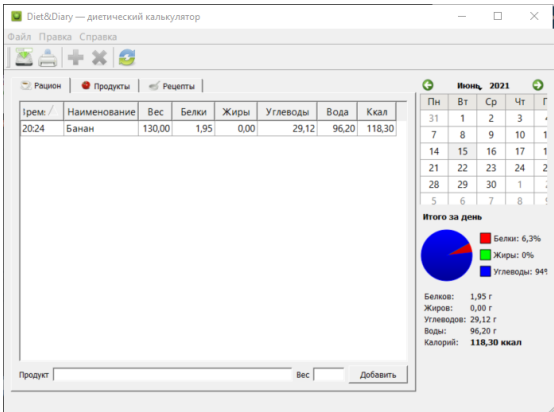 Diet&Diary — диетический калькулятор
Файл Правка Справка
Рацион Продукты Рецепты
Наименование Вес Белки Жиры Углеводы Вода Ккал
20:24 Банан 130,00 1,95 0,00 29,12 96,20 118,30
Июнь, 2021
Пн Вт Ср Чт
31 1 2 3
7 8 9 10
14 15 16 17
21 22 23 24
28 29 30 1
5 6 7 8
Итого за день
Белки: 6,3%
Жиры: 0%
Углеводы: 94%
Белков: 1,95 г
Жиров: 0,00 г
Углеводов: 29,12 г
Воды: 96,20 г
Калорий: 118,30 ккал
Продукт Вес Добавить